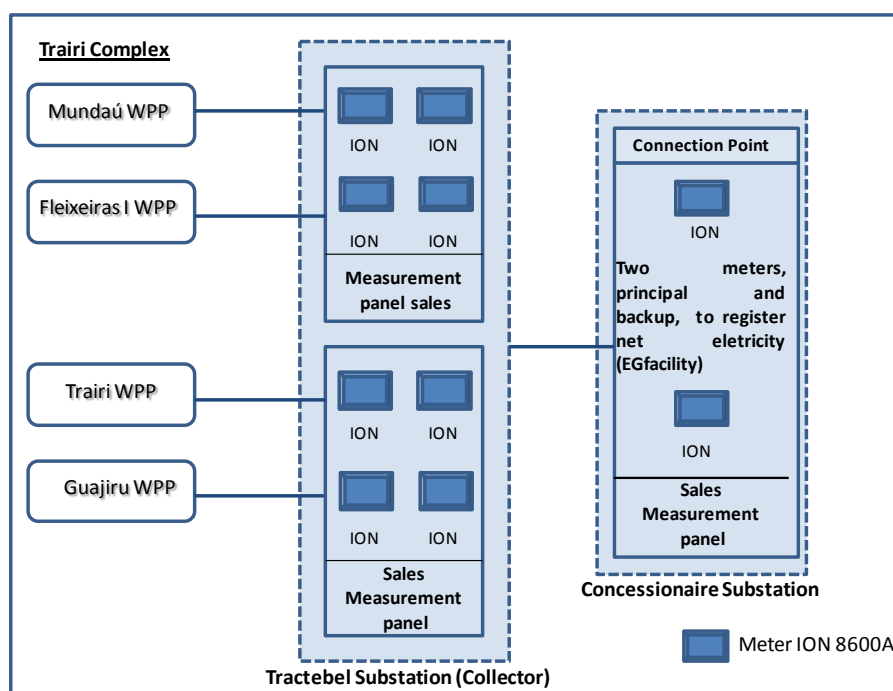 Trairi Complex
Mundaú WPP
Fleixeiras I WPP
Trairi WPP
Guajiru WPP
ION ION
ION ION
Measurement
panel sales
ION ION
ION ION
Sales
Measurement
panel
Tractebel Substation (Collector)
Connection Point
ION
Two meters,
principal and
backup, to register
net eletricity
(EGfacility)
ION
Sales
Measurement
panel
Concessionaire Substation
Meter ION 8600A